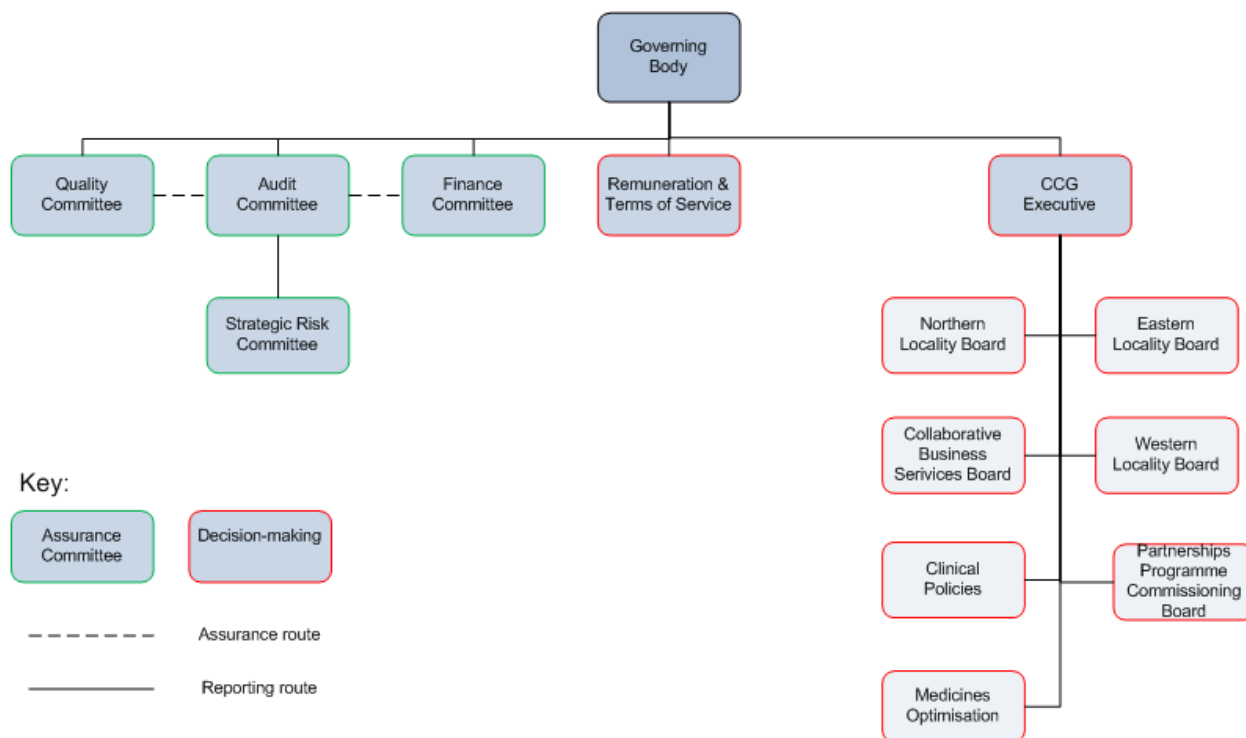 Governing
Body
Quality
Committee
Audit
Committee
Finance
Committee
Remuneration &
Terms of Service
CCG
Executive
Strategic Risk
Committee
Northern
Locality Board
Eastern
Locality Board
Collaborative
Business
Serivices Board
Western
Locality Board
Key:
Assurance
Committee
Decision-making
Clinical
Policies
Partnerships
Programme
Commissioning
Board
Assurance route
Reporting route
Medicines
Optimisation